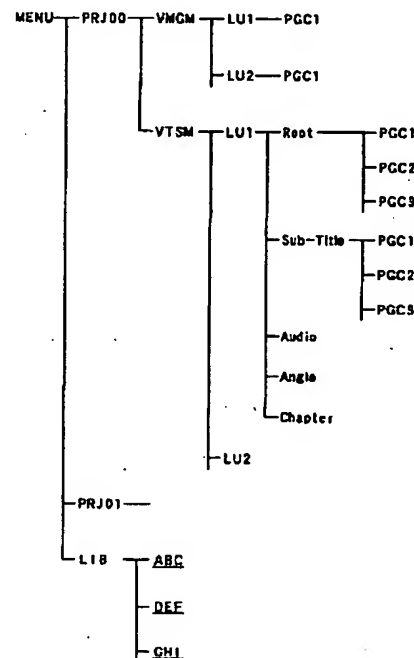 MENU PRJ00 VMGM LU1 PGC1
LU2 PGC1
VTSM LU1 Root PGC1
PGC2
PGC3
Sub-Title PGC1
PGC2
PGC3
Audio
Angle
Chapter
LU2
PRJ01
LIB ABC
DEF
GHI